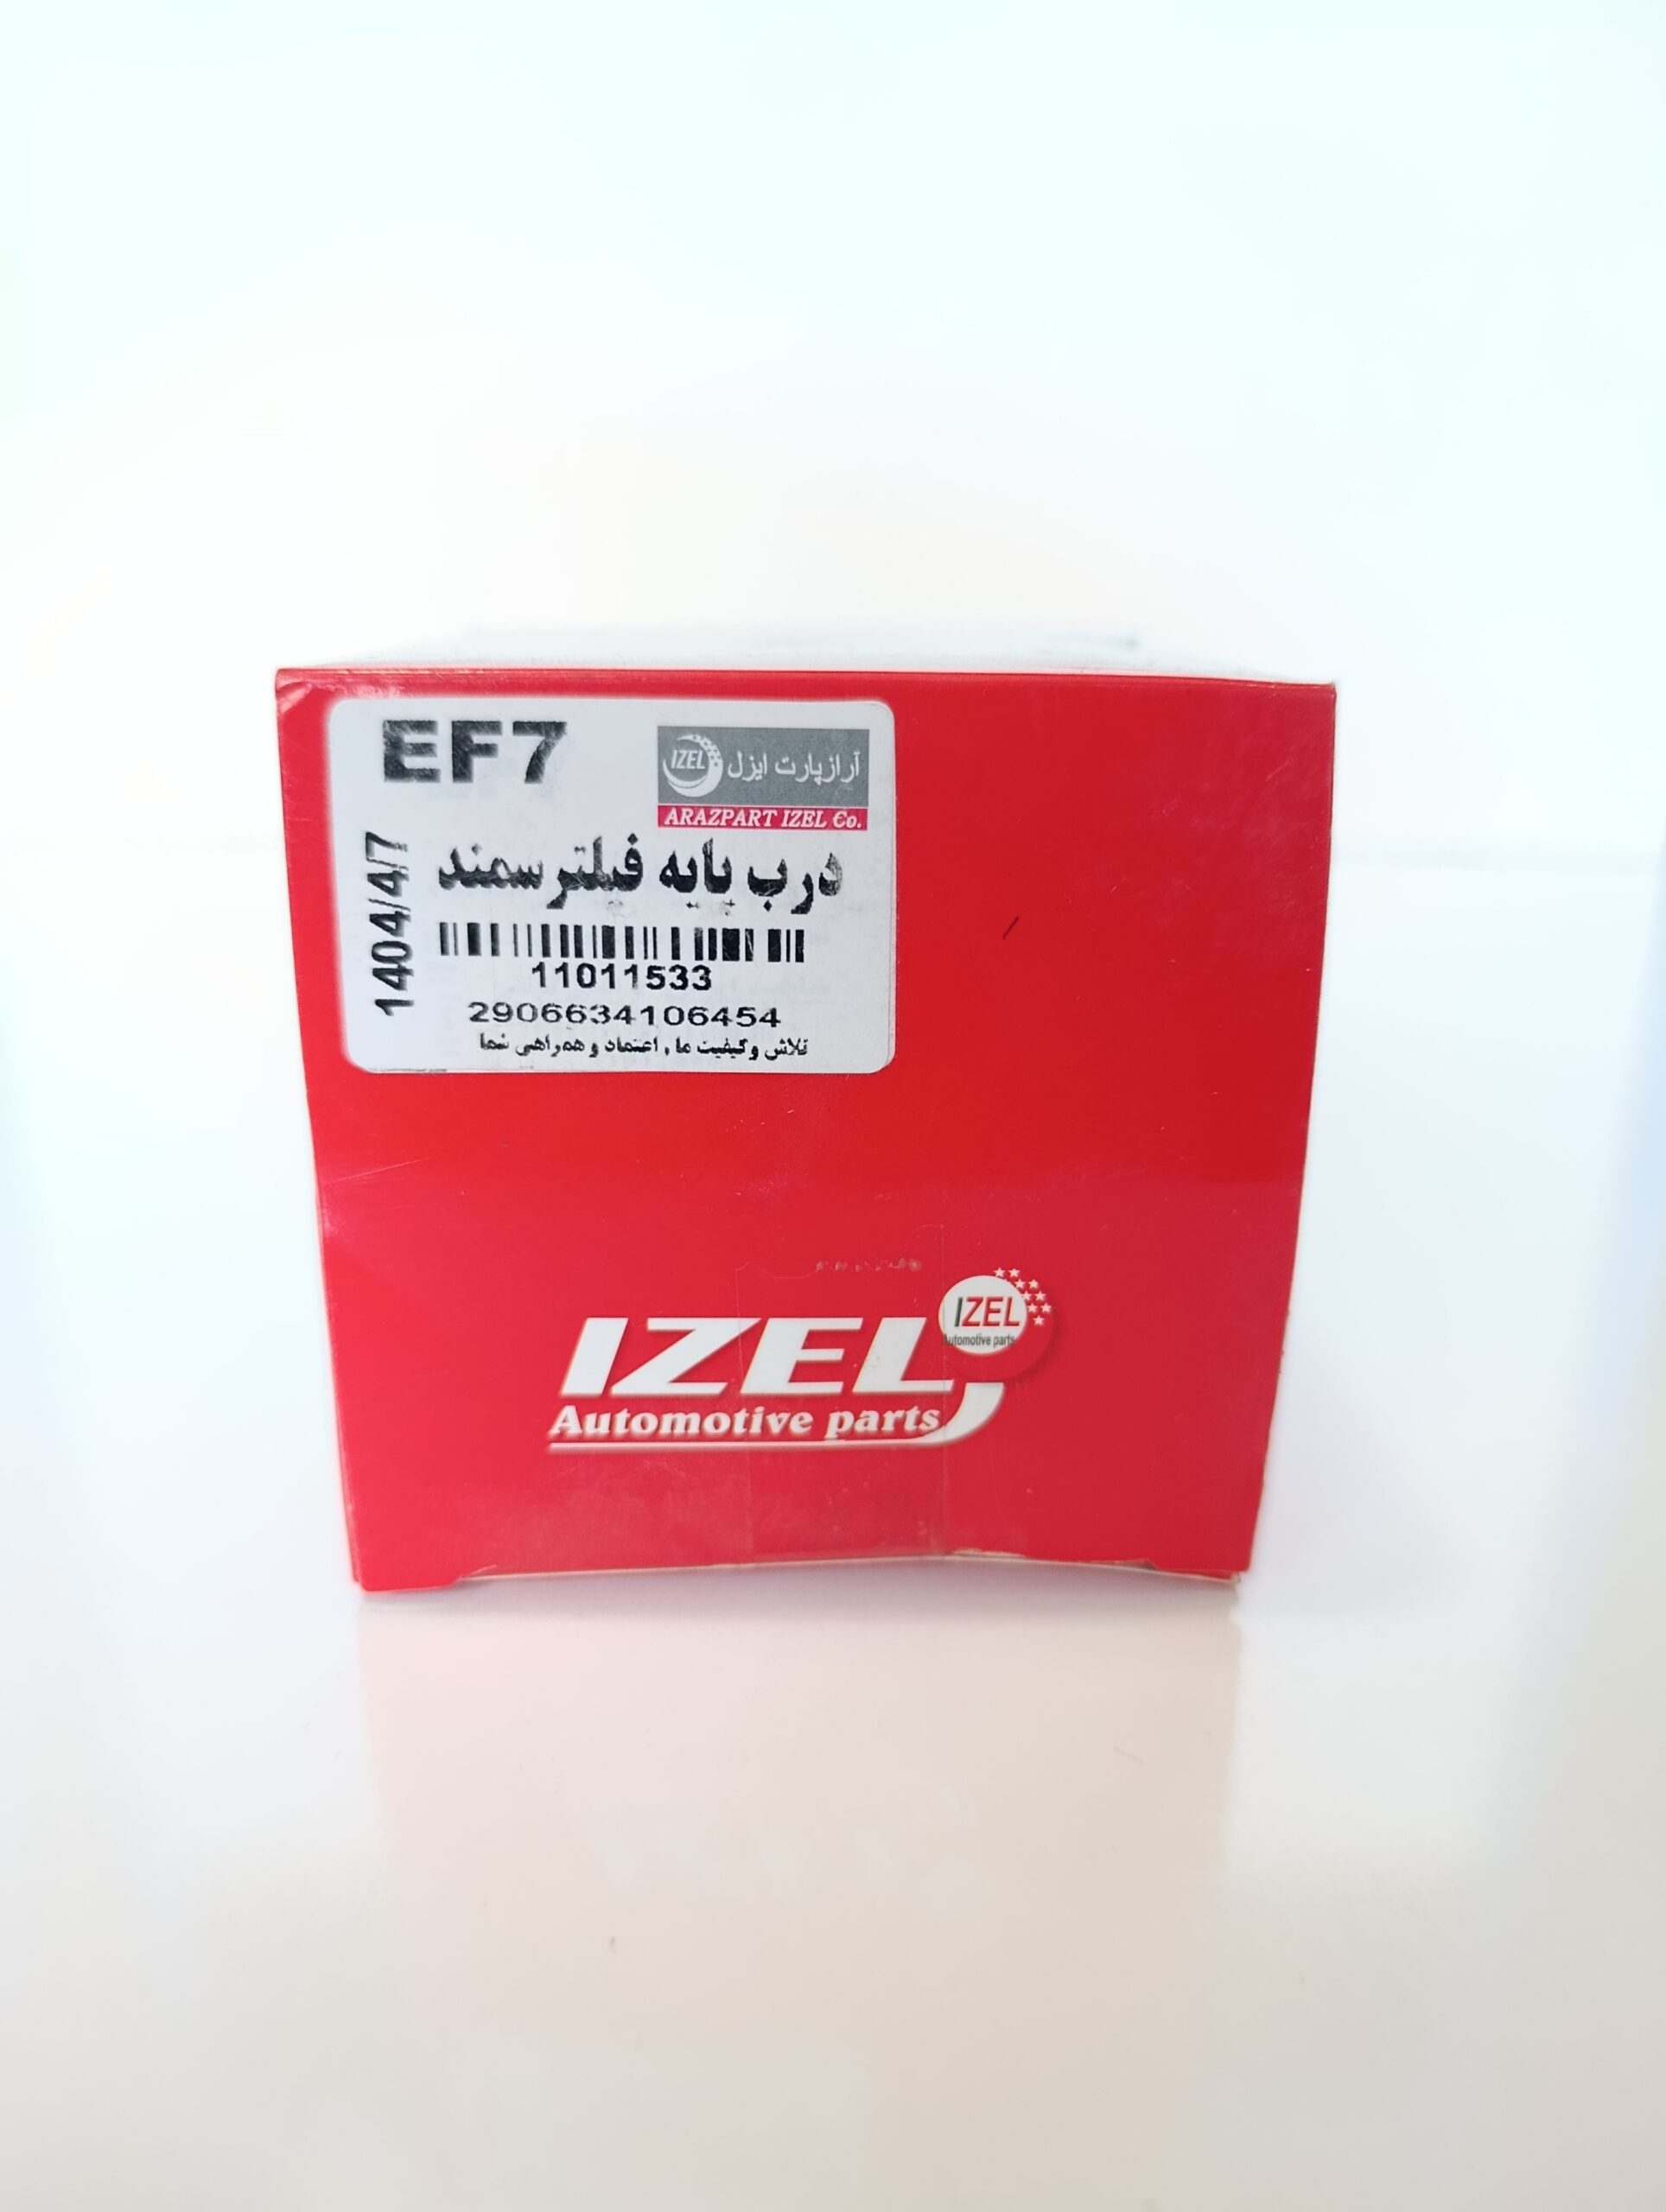 EF7
IZEL
آرازپارت ایزل
ARAZPART IZEL Co.
درب پایه فیلتر سمند
1404/4/7
11011533
2906634106454
تلاش و کیفیت ما , اعتماد و همراهی شما
IZEL
Automotive parts
IZEL
Automotive parts